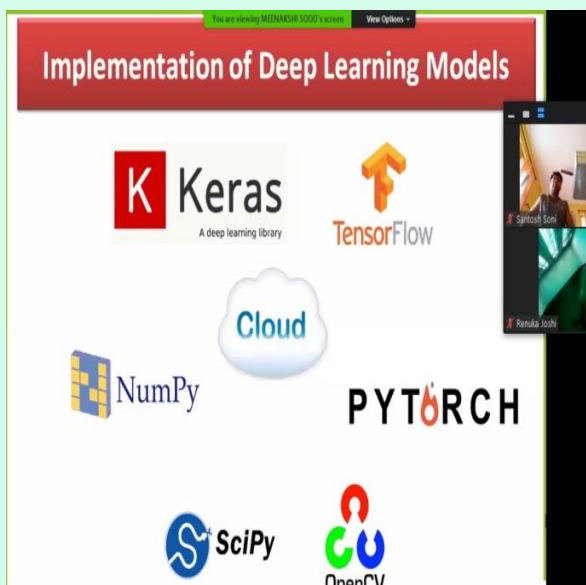 You are viewing MEENAKSHI SOOD's screen
View Options
Implementation of Deep Learning Models
K Keras
A deep learning library
TensorFlow
Santosh Soni
Cloud
Renuka Joshi
NumPy
PYTORCH
SciPy
OpenCV